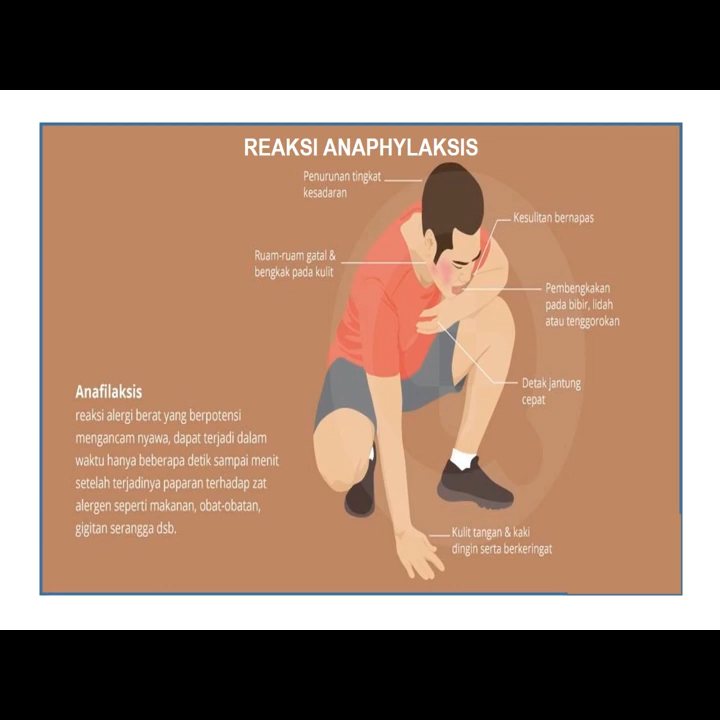 REAKSI ANAPHYLAKSIS
Penurunan tingkat
kesadaran
Kesulitan bernapas
Ruam-ruam gatal &
bengkak pada kulit
Pembengkakan
pada bibir, lidah
atau tenggorokan
Detak jantung
cepat
Anafilaksis
reaksi alergi berat yang berpotensi
mengancam nyawa, dapat terjadi dalam
waktu hanya beberapa detik sampai menit
setelah terjadinya paparan terhadap zat
alergen seperti makanan, obat-obatan,
gigitan serangga dsb.
Kulit tangan & kaki
dingin serta berkeringat